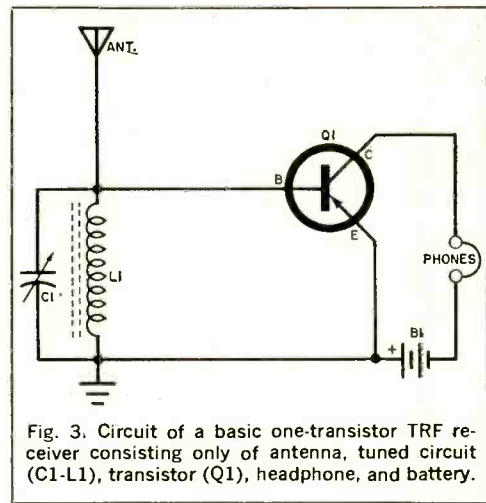 ANT.
Q1
C
B
E
C1
L1
PHONES
+
B1
Fig. 3. Circuit of a basic one-transistor TRF re-
ceiver consisting only of antenna, tuned circuit
(C1-L1), transistor (Q1), headphone, and battery.